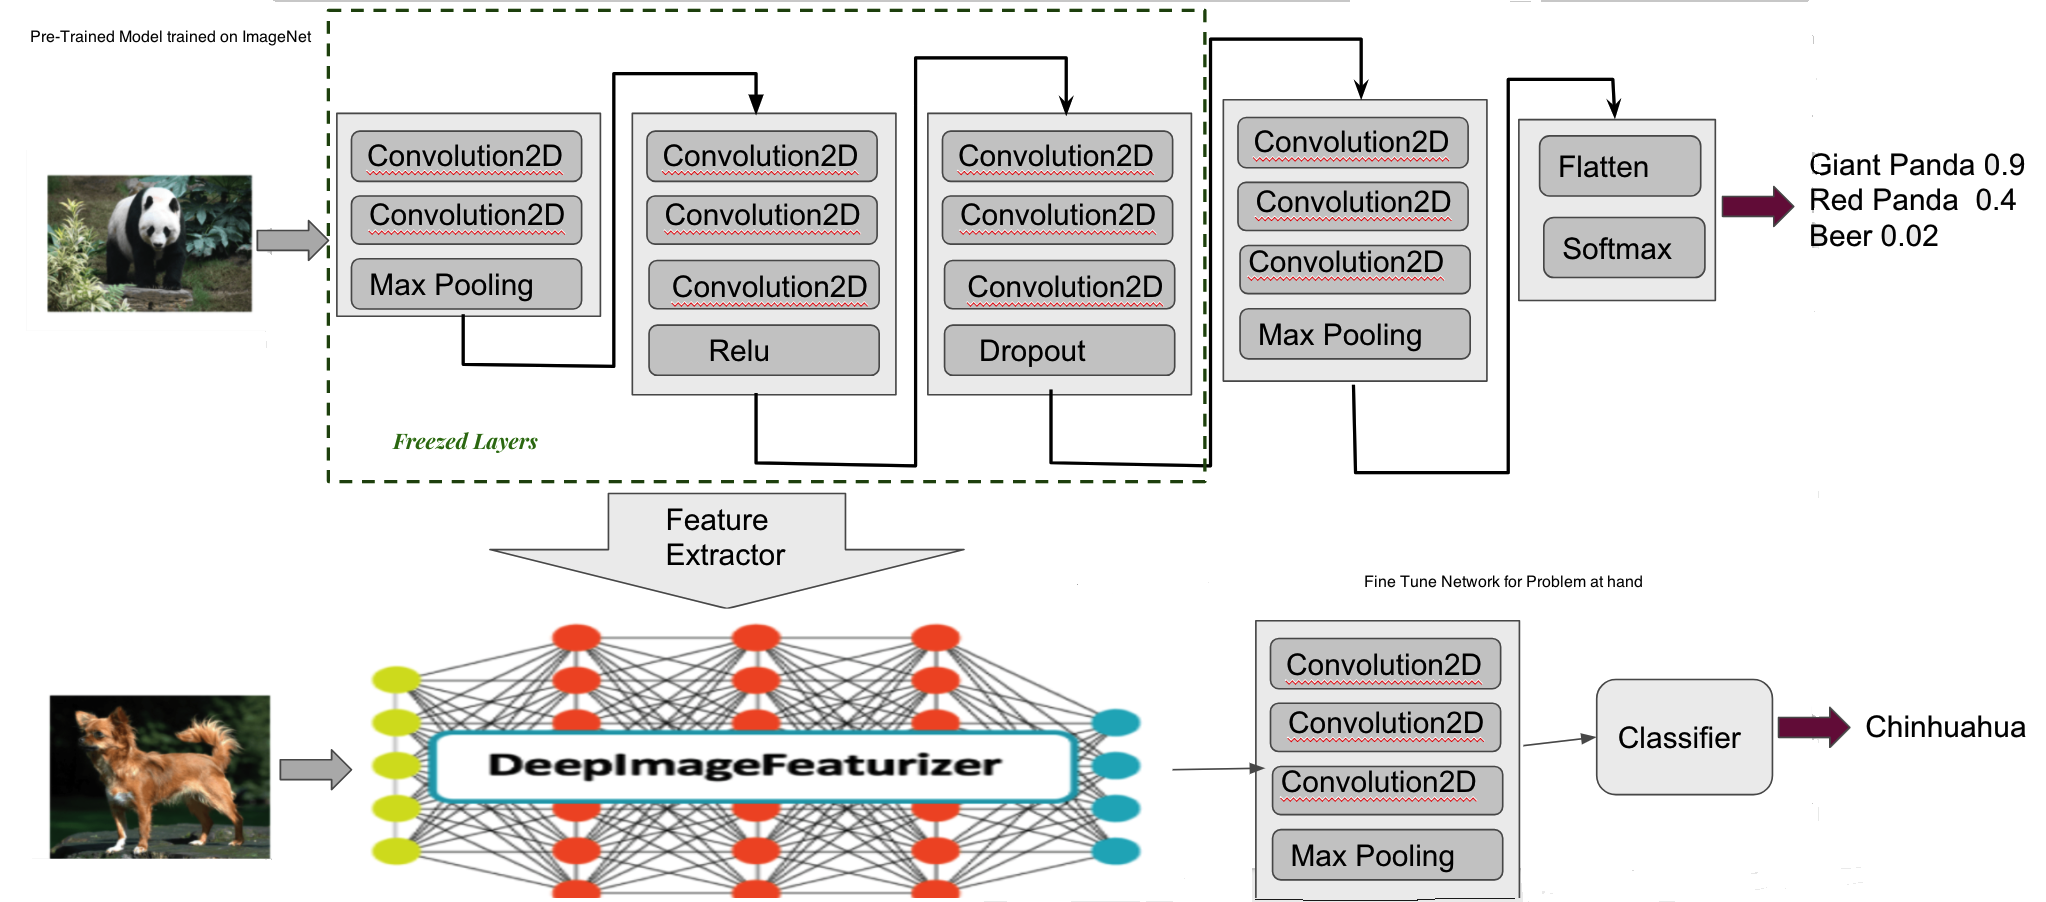 Pre-Trained Model trained on ImageNet
Convolution2D
Convolution2D
Max Pooling
Convolution2D
Convolution2D
Convolution2D
Relu
Convolution2D
Convolution2D
Convolution2D
Dropout
Convolution2D
Convolution2D
Convolution2D
Max Pooling
Flatten
Softmax
Giant Panda 0.9
Red Panda 0.4
Beer 0.02
Freezed Layers
Feature
Extractor
Fine Tune Network for Problem at hand
DeepImageFeaturizer
Convolution2D
Convolution2D
Convolution2D
Max Pooling
Classifier
Chinhuahua